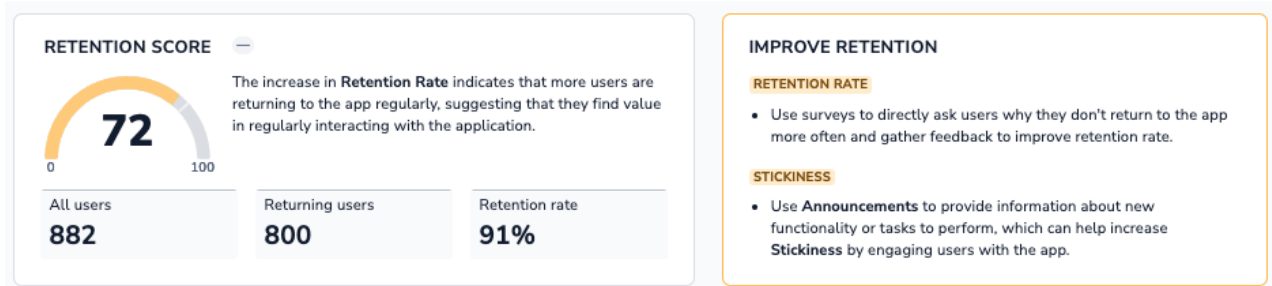 RETENTION SCORE —
72
0
100
The increase in Retention Rate indicates that more users are
returning to the app regularly, suggesting that they find value
in regularly interacting with the application.
All users
882
Returning users
800
Retention rate
91%
IMPROVE RETENTION
RETENTION RATE
• Use surveys to directly ask users why they don't return to the app
more often and gather feedback to improve retention rate.
STICKINESS
• Use Announcements to provide information about new
functionality or tasks to perform, which can help increase
Stickiness by engaging users with the app.